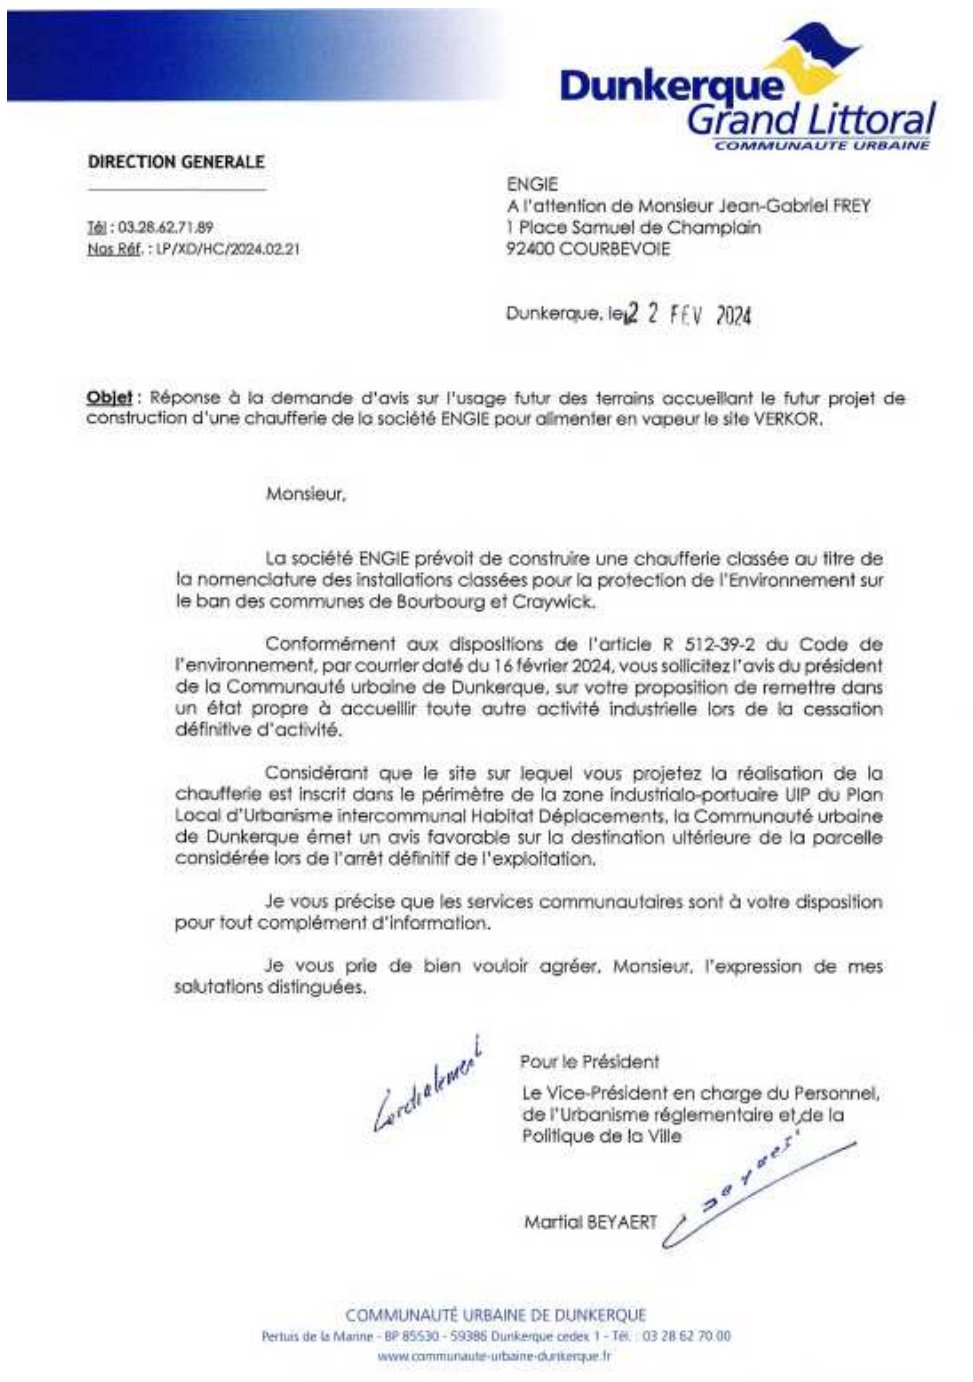 Dunkerque
Grand Littoral
COMMUNAUTE URBAINE
DIRECTION GENERALE
Tél : 03.28.62.71.89
Nos Réf. : LP/XD/HC/2024.02.21
ENGIE
A l'attention de Monsieur Jean-Gabriel FREY
1 Place Samuel de Champlain
92400 COURBEVOIE
Dunkerque, le 22 FEV 2024
Objet : Réponse à la demande d'avis sur l'usage futur des terrains accueillant le futur projet de
construction d'une chaufferie de la société ENGIE pour alimenter en vapeur le site VERKOR.
Monsieur,
La société ENGIE prévoit de construire une chaufferie classée au titre de
la nomenclature des installations classées pour la protection de l'Environnement sur
le ban des communes de Bourbourg et Craywick.
Conformément aux dispositions de l'article R 512-39-2 du Code de
l'environnement, par courrier daté du 16 février 2024, vous sollicitez l'avis du président
de la Communauté urbaine de Dunkerque, sur votre proposition de remettre dans
un état propre à accueillir toute autre activité industrielle lors de la cessation
définitive d'activité.
Considérant que le site sur lequel vous projetez la réalisation de la
chaufferie est inscrit dans le périmètre de la zone industrialo-portuaire UIP du Plan
Local d'Urbanisme intercommunal Habitat Déplacements, la Communauté urbaine
de Dunkerque émet un avis favorable sur la destination ultérieure de la parcelle
considérée lors de l'arrêt définitif de l'exploitation.
Je vous précise que les services communautaires sont à votre disposition
pour tout complément d'information.
Je vous prie de bien vouloir agréer, Monsieur, l'expression de mes
salutations distinguées.
Cordialement
Pour le Président
Le Vice-Président en charge du Personnel,
de l'Urbanisme réglementaire et de la
Politique de la Ville
Martial BEYAERT
COMMUNAUTÉ URBAINE DE DUNKERQUE
Pertuis de la Marine - BP 85530 - 59386 Dunkerque cedex 1 - Tél. : 03 28 62 70 00
www.communaute-urbaine-dunkerque.fr